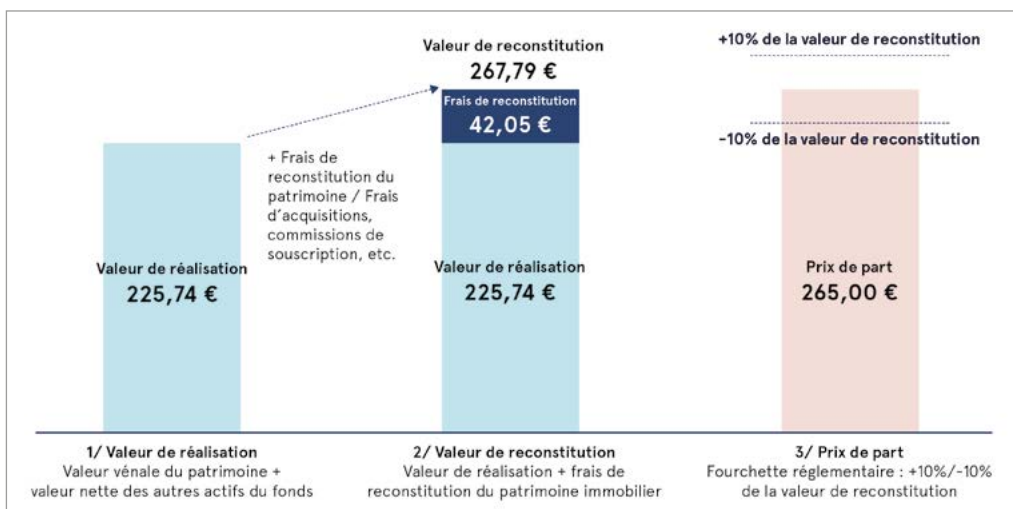 Valeur de reconstitution
267,79 €
Frais de reconstitution
42,05 €
+10% de la valeur de reconstitution
-10% de la valeur de reconstitution
+ Frais de
reconstitution du
patrimoine / Frais
d'acquisitions,
commissions de
souscription, etc.
Valeur de réalisation
225,74 €
Valeur de réalisation
225,74 €
Prix de part
265,00 €
1/ Valeur de réalisation
Valeur vénale du patrimoine +
valeur nette des autres actifs du fonds
2/ Valeur de reconstitution
Valeur de réalisation + frais de
reconstitution du patrimoine immobilier
3/ Prix de part
Fourchette réglementaire : +10%/-10%
de la valeur de reconstitution